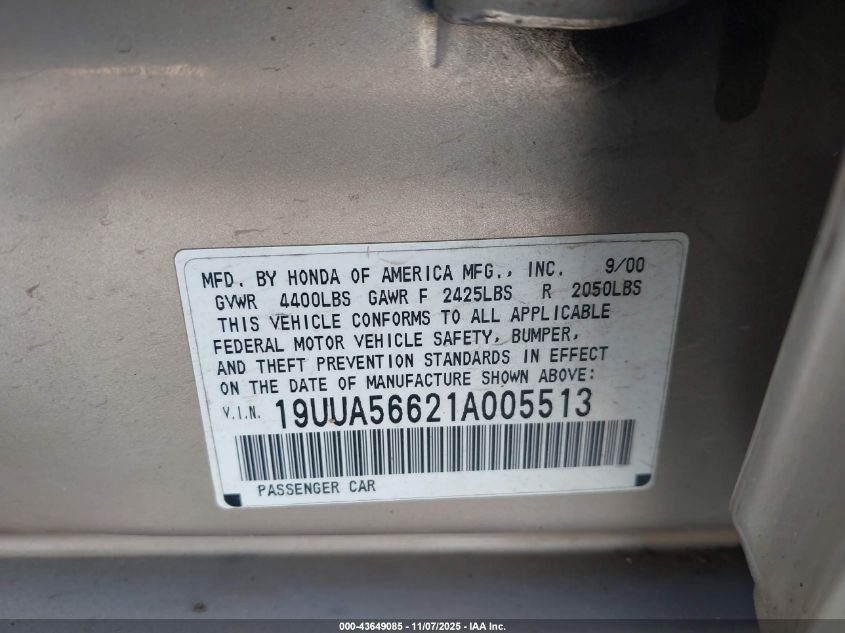 MFD. BY HONDA OF AMERICA MFG., INC. 9/00
GVWR 4400LBS GAWR F 2425LBS R 2050LBS
THIS VEHICLE CONFORMS TO ALL APPLICABLE
FEDERAL MOTOR VEHICLE SAFETY, BUMPER,
AND THEFT PREVENTION STANDARDS IN EFFECT
ON THE DATE OF MANUFACTURE SHOWN ABOVE:
V.I.N. 19UUA56621A005513
PASSENGER CAR
000-43649085 - 11/07/2025 - IAA Inc.